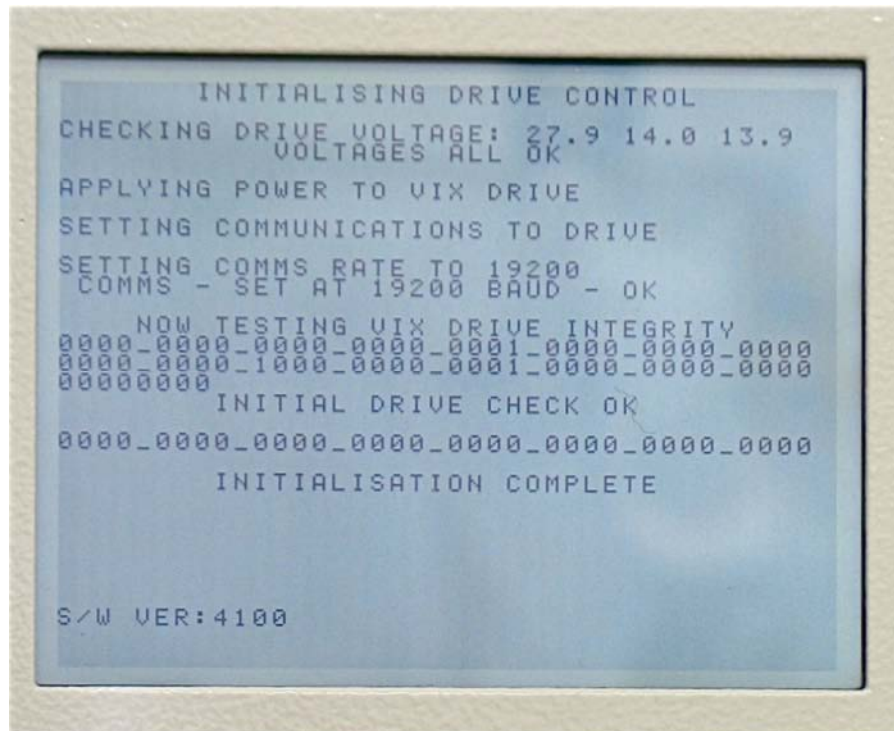 INITIALISING DRIVE CONTROL
CHECKING DRIVE VOLTAGE: 27.9 14.0 13.9
VOLTAGES ALL OK
APPLYING POWER TO VIX DRIVE
SETTING COMMUNICATIONS TO DRIVE
SETTING COMMS RATE TO 19200
COMMS - SET AT 19200 BAUD - OK
NOW TESTING VIX DRIVE INTEGRITY
0000_0000_0000_0000_0001_0000_0000_0000
0000_0000_1000_0000_0001_0000_0000_0000
00000000
INITIAL DRIVE CHECK OK
0000_0000_0000_0000_0000_0000_0000_0000
INITIALISATION COMPLETE
S/W VER:4100